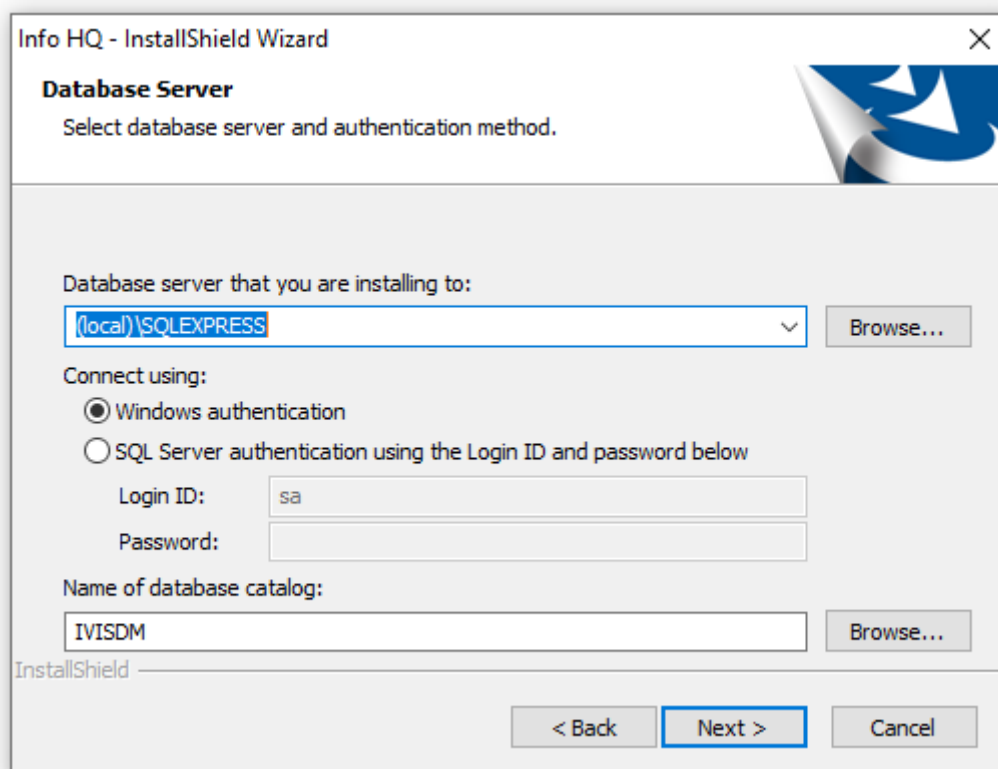 Info HQ - InstallShield Wizard
Database Server
Select database server and authentication method.
Database server that you are installing to:
(local)\SQLEXPRESS
Browse...
Connect using:
Windows authentication
SQL Server authentication using the Login ID and password below
Login ID:
sa
Password:
Name of database catalog:
IVISDM
Browse...
InstallShield
< Back
Next >
Cancel